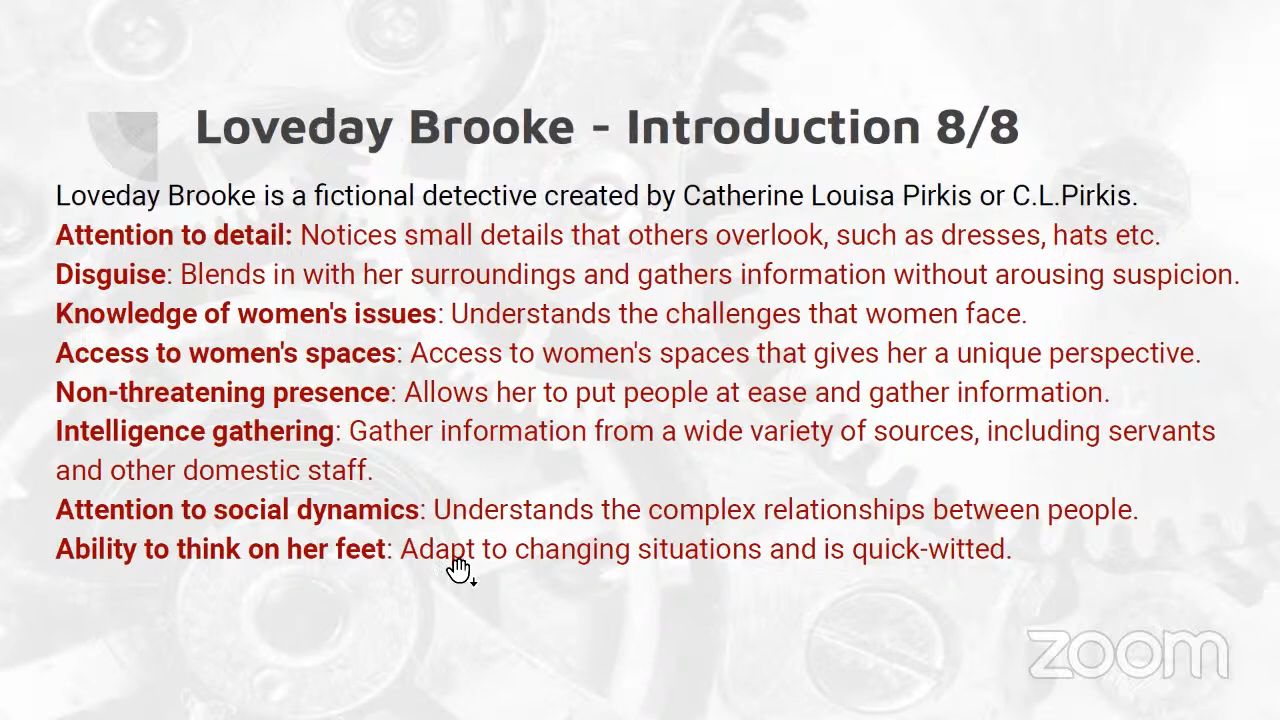 Loveday Brooke - Introduction 8/8
Loveday Brooke is a fictional detective created by Catherine Louisa Pirkis or C.L.Pirkis.
Attention to detail: Notices small details that others overlook, such as dresses, hats etc.
Disguise: Blends in with her surroundings and gathers information without arousing suspicion.
Knowledge of women's issues: Understands the challenges that women face.
Access to women's spaces: Access to women's spaces that gives her a unique perspective.
Non-threatening presence: Allows her to put people at ease and gather information.
Intelligence gathering: Gather information from a wide variety of sources, including servants
and other domestic staff.
Attention to social dynamics: Understands the complex relationships between people.
Ability to think on her feet: Adapt to changing situations and is quick-witted.
zoom